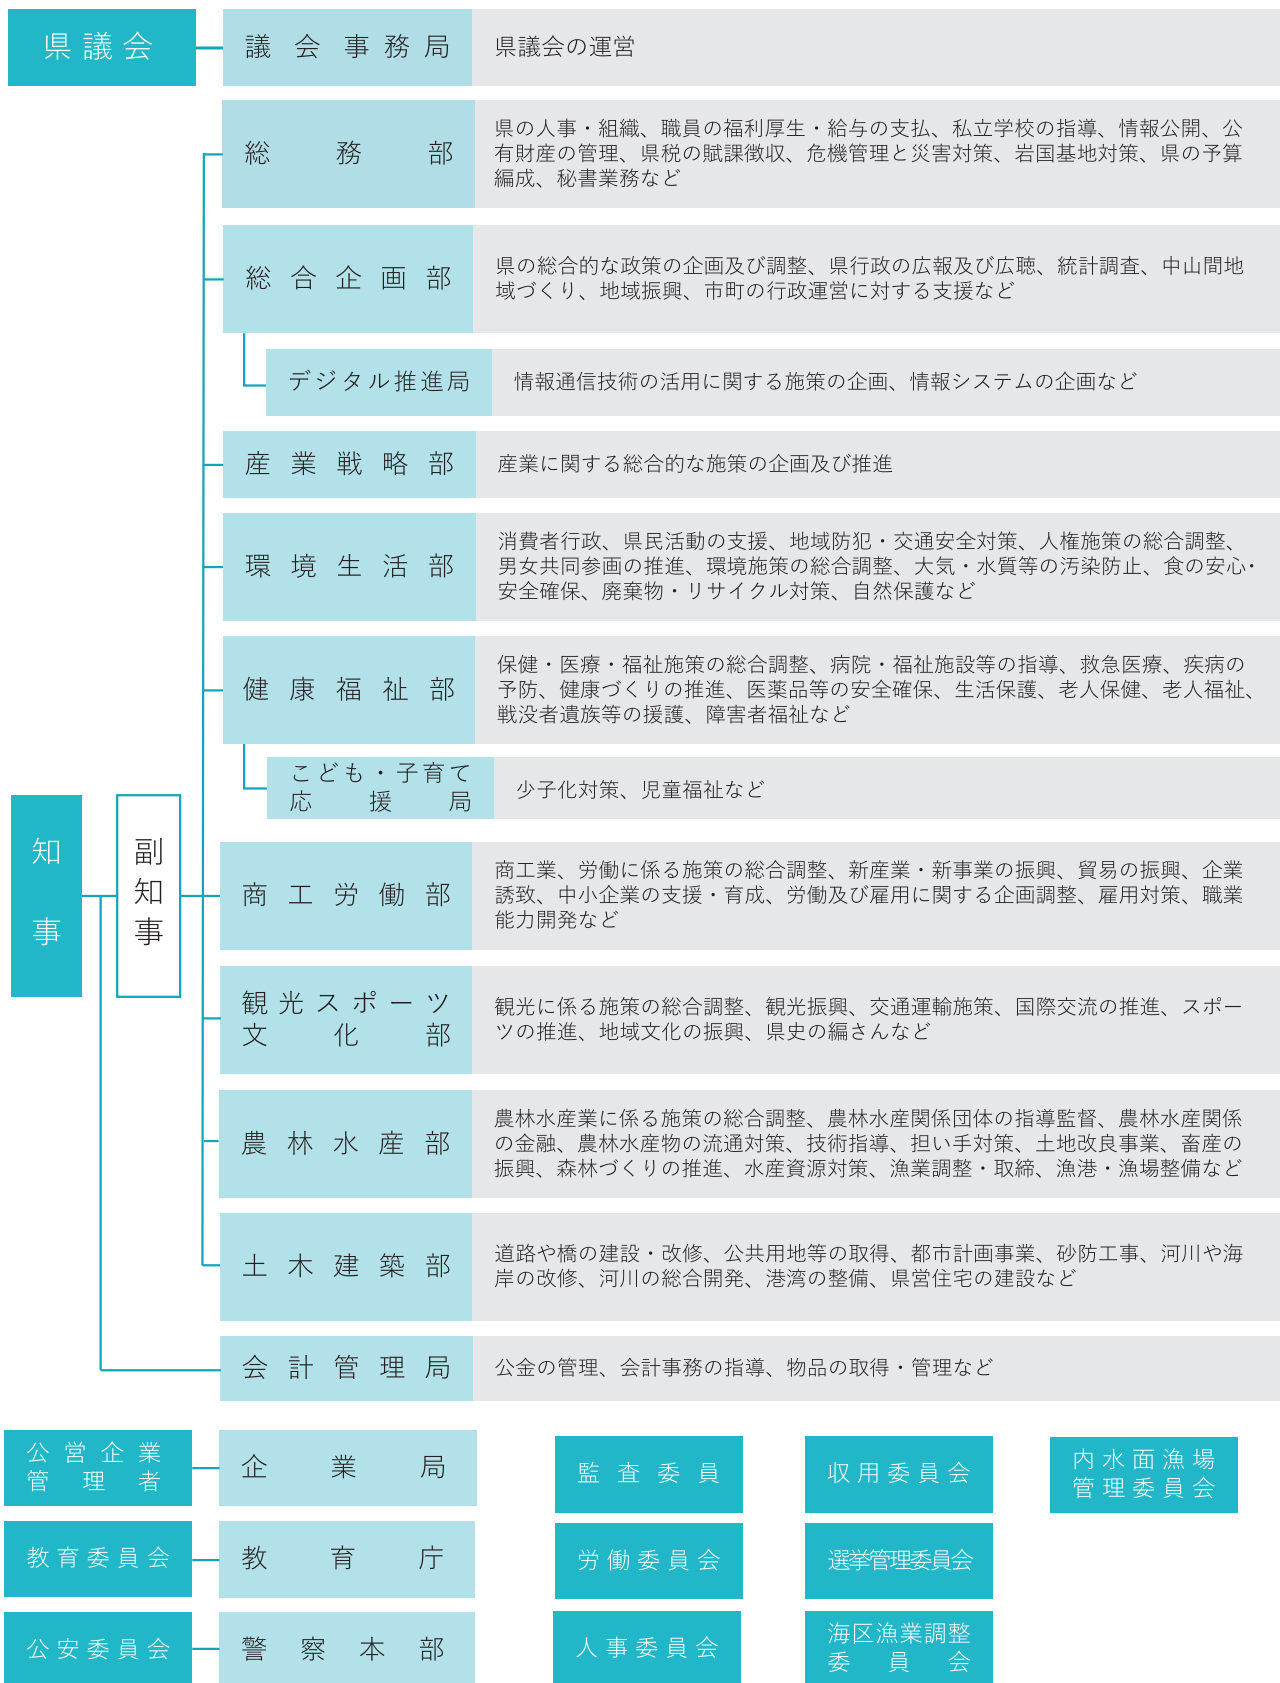 県議会
議会事務局
県議会の運営
総務部
県の人事・組織、職員の福利厚生・給与の支払、私立学校の指導、情報公開、公
有財産の管理、県税の賦課徴収、危機管理と災害対策、岩国基地対策、県の予算
編成、秘書業務など
総合企画部
県の総合的な政策の企画及び調整、県行政の広報及び広聴、統計調査、中山間地
域づくり、地域振興、市町の行政運営に対する支援など
デジタル推進局
情報通信技術の活用に関する施策の企画、情報システムの企画など
産業戦略部
産業に関する総合的な施策の企画及び推進
環境生活部
消費者行政、県民活動の支援、地域防犯・交通安全対策、人権施策の総合調整、
男女共同参画の推進、環境施策の総合調整、大気・水質等の汚染防止、食の安心・
安全確保、廃棄物・リサイクル対策、自然保護など
健康福祉部
保健・医療・福祉施策の総合調整、病院・福祉施設等の指導、救急医療、疾病の
予防、健康づくりの推進、医薬品等の安全確保、生活保護、老人保健、老人福祉、
戦没者遺族等の援護、障害者福祉など
こども・子育て
応援局
少子化対策、児童福祉など
知事
副知事
商工労働部
商工業、労働に係る施策の総合調整、新産業・新事業の振興、貿易の振興、企業
誘致、中小企業の支援・育成、労働及び雇用に関する企画調整、雇用対策、職業
能力開発など
観光スポーツ
文化部
観光に係る施策の総合調整、観光振興、交通運輸施策、国際交流の推進、スポー
ツの推進、地域文化の振興、県史の編さんなど
農林水産部
農林水産業に係る施策の総合調整、農林水産関係団体の指導監督、農林水産関係
の金融、農林水産物の流通対策、技術指導、担い手対策、土地改良事業、畜産の
振興、森林づくりの推進、水産資源対策、漁業調整・取締、漁港・漁場整備など
土木建築部
道路や橋の建設・改修、公共用地等の取得、都市計画事業、砂防工事、河川や海
岸の改修、河川の総合開発、港湾の整備、県営住宅の建設など
会計管理局
公金の管理、会計事務の指導、物品の取得・管理など
公営企業
管理者
企業局
監査委員
収用委員会
内水面漁場
管理委員会
教育委員会
教育庁
労働委員会
選挙管理委員会
公安委員会
警察本部
人事委員会
海区漁業調整
委員会